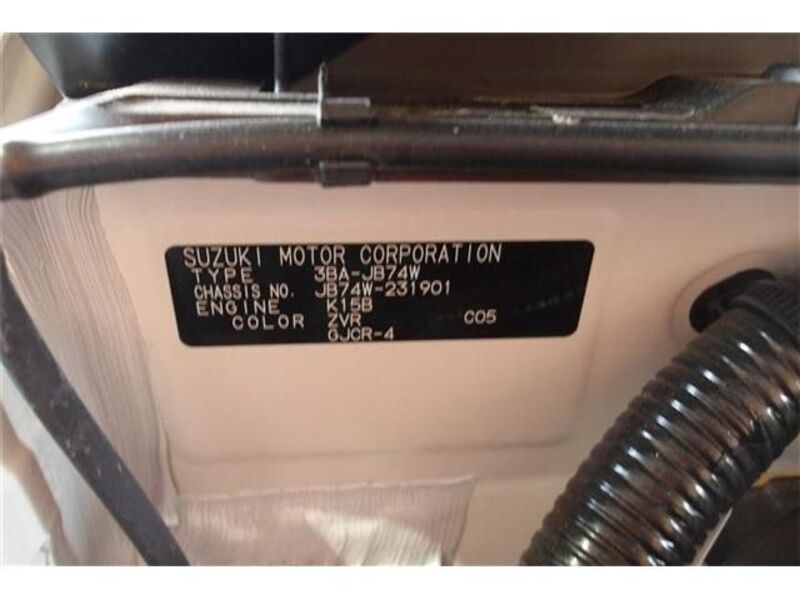 SUZUKI MOTOR CORPORATION
TYPE 3BA-JB74W
CHASSIS NO. JB74W-231901
ENGINE K15B
COLOR ZVR C05
GJCR-4